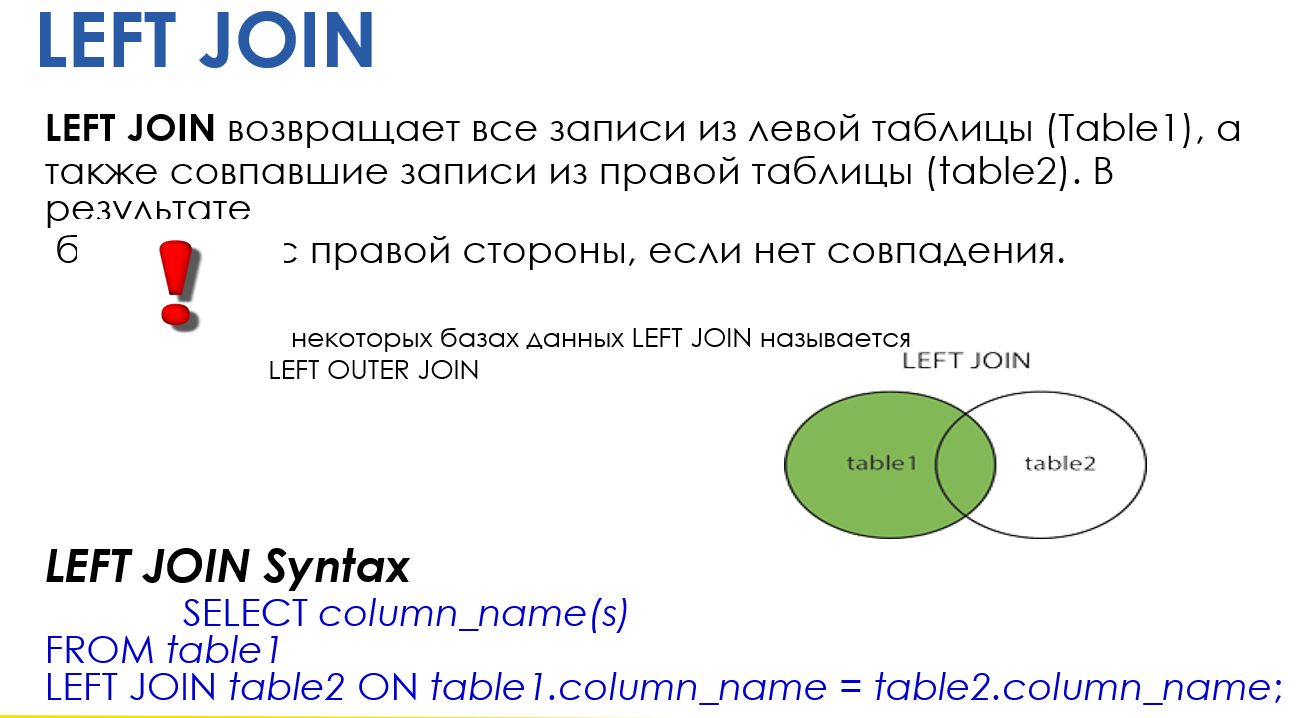 LEFT JOIN
LEFT JOIN возвращает все записи из левой таблицы (Table1), а
также совпавшие записи из правой таблицы (table2). В
результате
с правой стороны, если нет совпадения.
некоторых базах данных LEFT JOIN называется
LEFT OUTER JOIN
LEFT JOIN
table1
table2
LEFT JOIN Syntax
SELECT column_name(s)
FROM table1
LEFT JOIN table2 ON table1.column_name = table2.column_name;